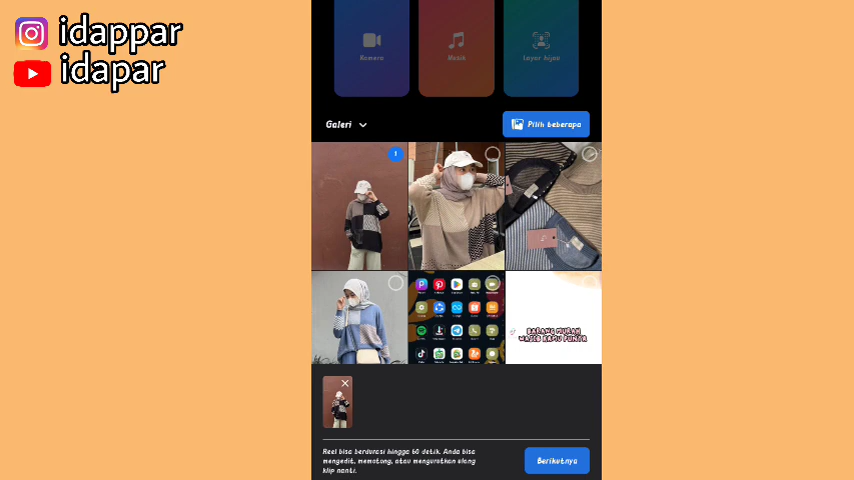 idappar
idapar
Kamera
Musik
Layar hijau
Galeri
Pilih beberapa
1
BARANG MURAH
WAJIB KAMU PUNYA
Reel bisa berdurasi hingga 60 detik. Anda bisa
mengedit, memotong, atau mengurutkan ulang
klip nanti.
Berikutnya